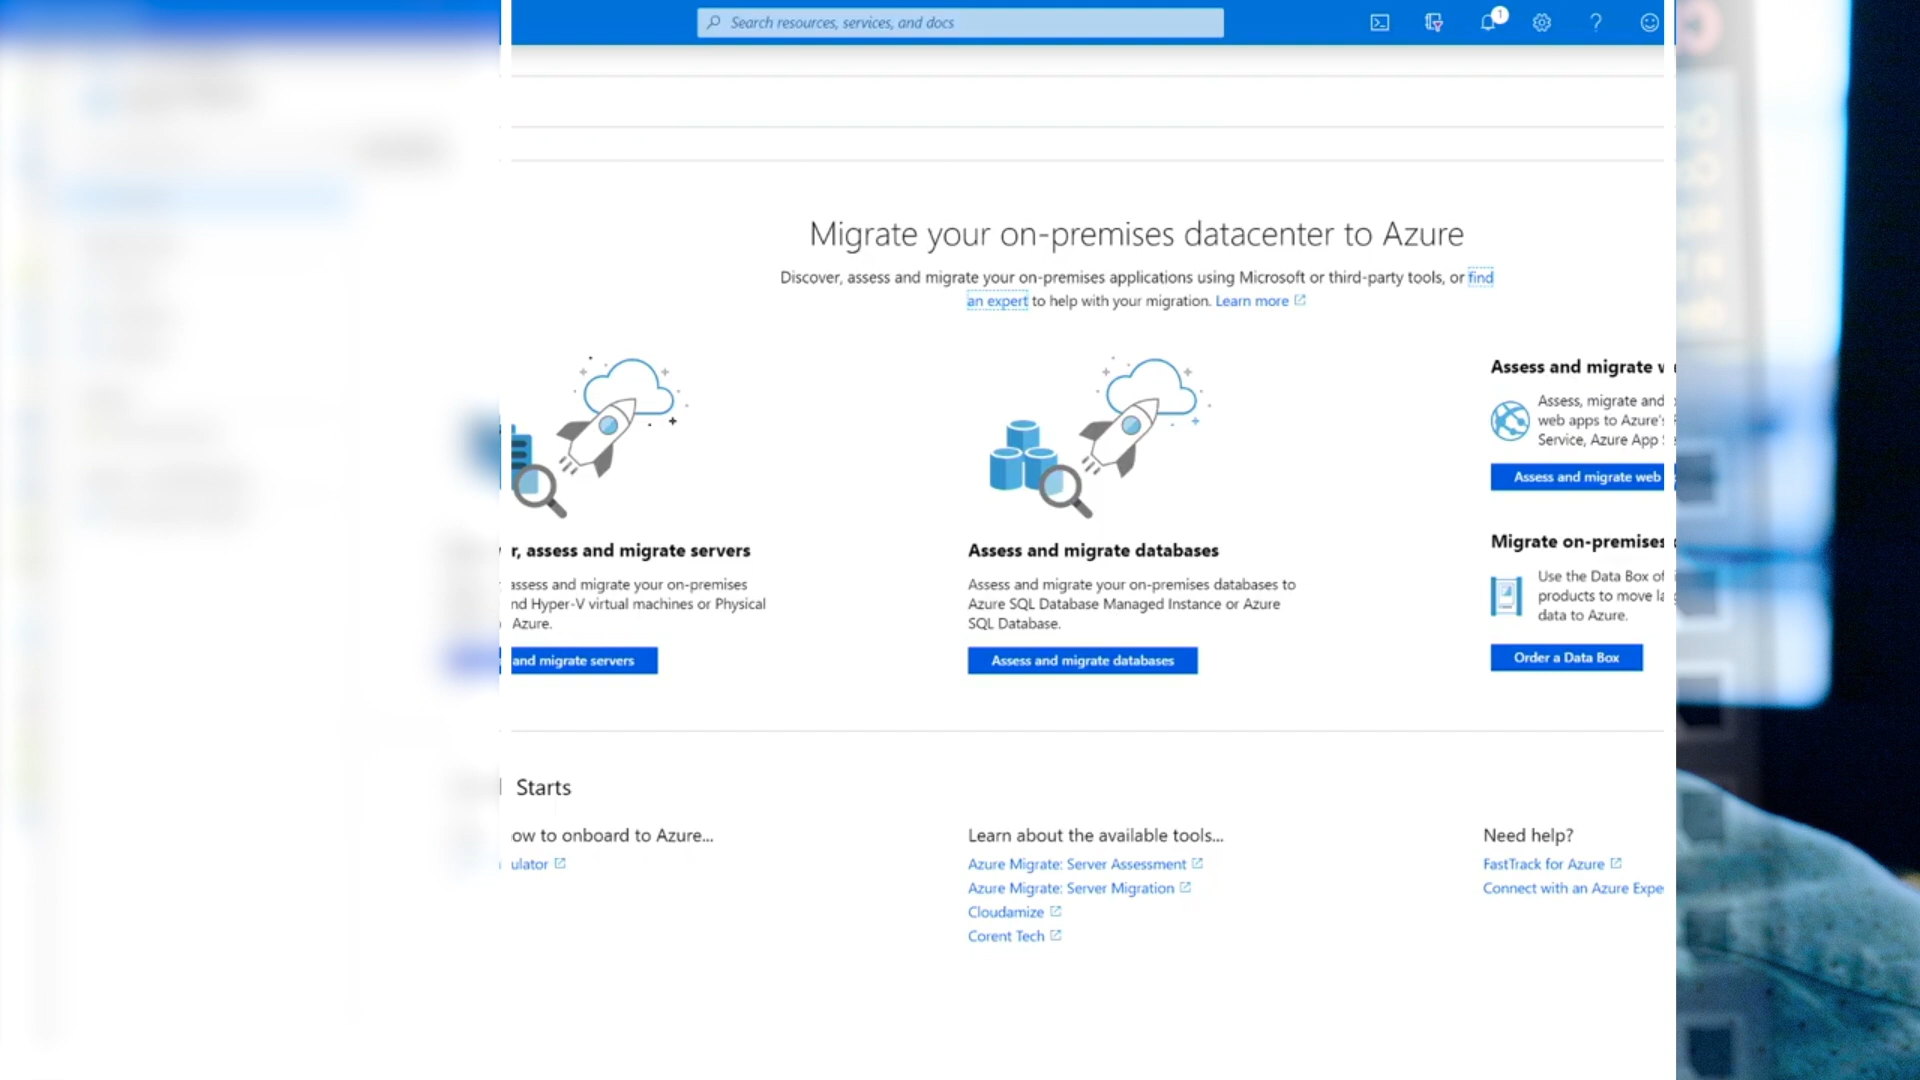 Search resources, services, and docs
1
Migrate your on-premises datacenter to Azure
Discover, assess and migrate your on-premises applications using Microsoft or third-party tools, or find
an expert to help with your migration. Learn more
r, assess and migrate servers
assess and migrate your on-premises
nd Hyper-V virtual machines or Physical
Azure.
and migrate servers
Assess and migrate databases
Assess and migrate your on-premises databases to
Azure SQL Database Managed Instance or Azure
SQL Database.
Assess and migrate databases
Assess and migrate
Assess, migrate and
web apps to Azure's
Service, Azure App
Assess and migrate web
Migrate on-premises
Use the Data Box of
products to move la
data to Azure.
Order a Data Box
Starts
ow to onboard to Azure...
ulator
Learn about the available tools...
Azure Migrate: Server Assessment
Azure Migrate: Server Migration
Cloudamize
Corent Tech
Need help?
FastTrack for Azure
Connect with an Azure Expe